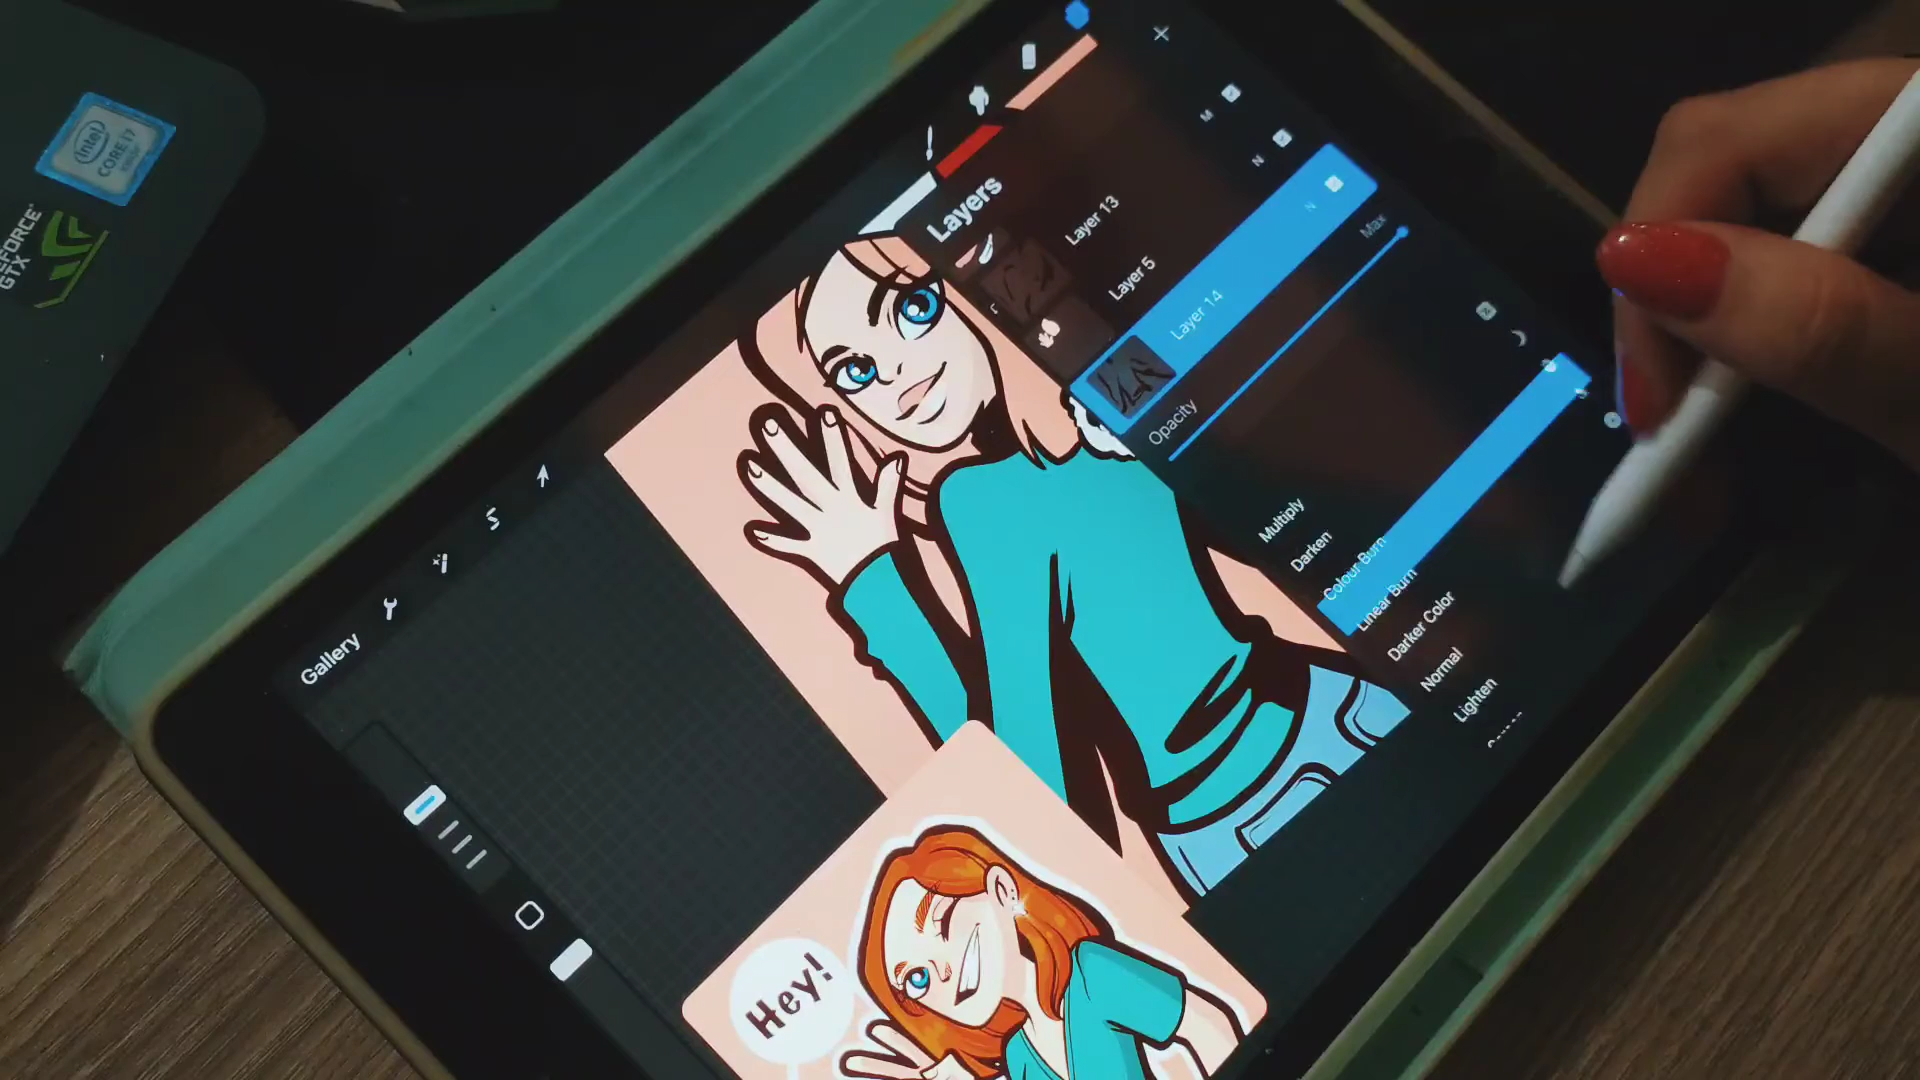 intel
CORE i7
GEFORCE
GTX
Gallery
Layers
M
Layer 13
N
Layer 5
N
Layer 14
Max
Opacity
Multiply
Darken
Colour Burn
Linear Burn
Darker Color
Normal
Lighten
Hey!